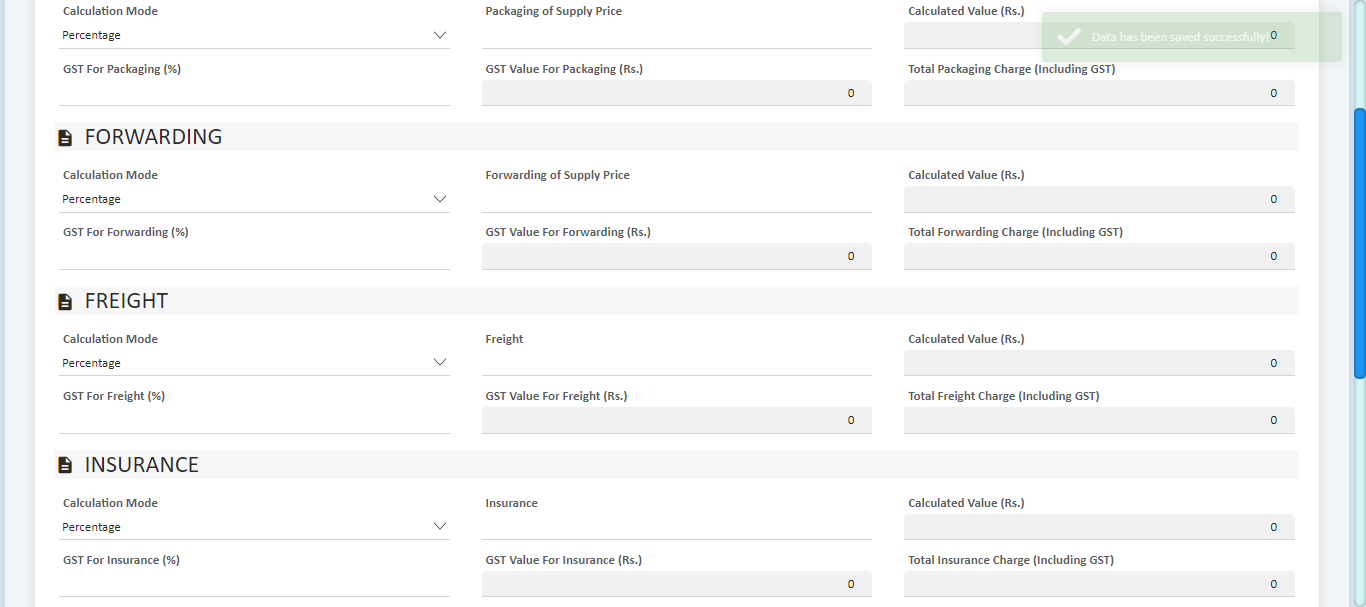 Calculation Mode Packaging of Supply Price Calculated Value (Rs.)
Percentage 0
Data has been saved successfully
GST For Packaging (%) GST Value For Packaging (Rs.) Total Packaging Charge (Including GST)
0 0
FORWARDING
Calculation Mode Forwarding of Supply Price Calculated Value (Rs.)
Percentage 0
GST For Forwarding (%) GST Value For Forwarding (Rs.) Total Forwarding Charge (Including GST)
0 0
FREIGHT
Calculation Mode Freight Calculated Value (Rs.)
Percentage 0
GST For Freight (%) GST Value For Freight (Rs.) Total Freight Charge (Including GST)
0 0
INSURANCE
Calculation Mode Insurance Calculated Value (Rs.)
Percentage 0
GST For Insurance (%) GST Value For Insurance (Rs.) Total Insurance Charge (Including GST)
0 0